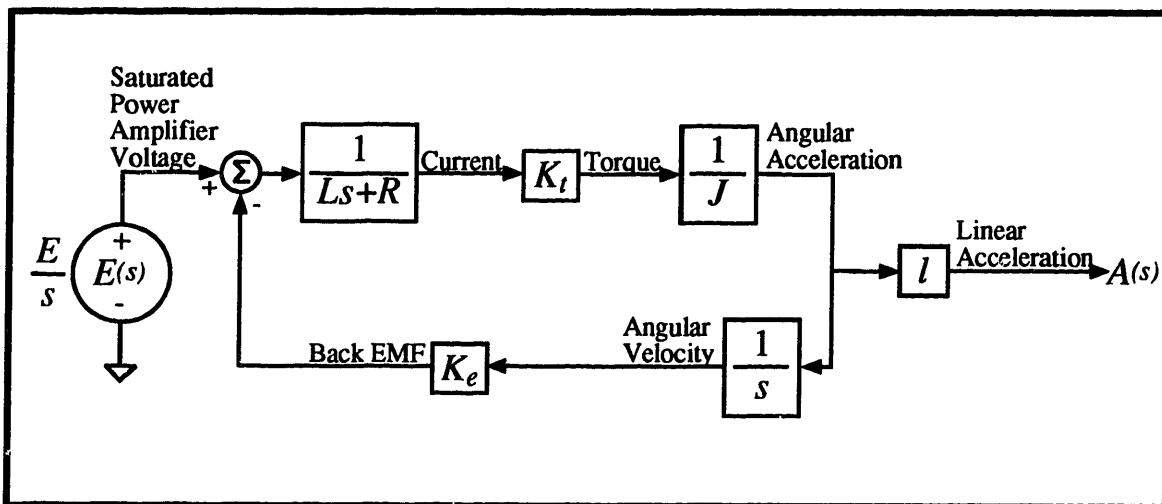 Saturated
Power
Amplifier
Voltage
+
Σ
-
1
Ls+R
Current
K_t
Torque
1
J
Angular
Acceleration
E
s
+
E(s)
-
Linear
Acceleration
l
A(s)
Back EMF
K_e
Angular
Velocity
1
s